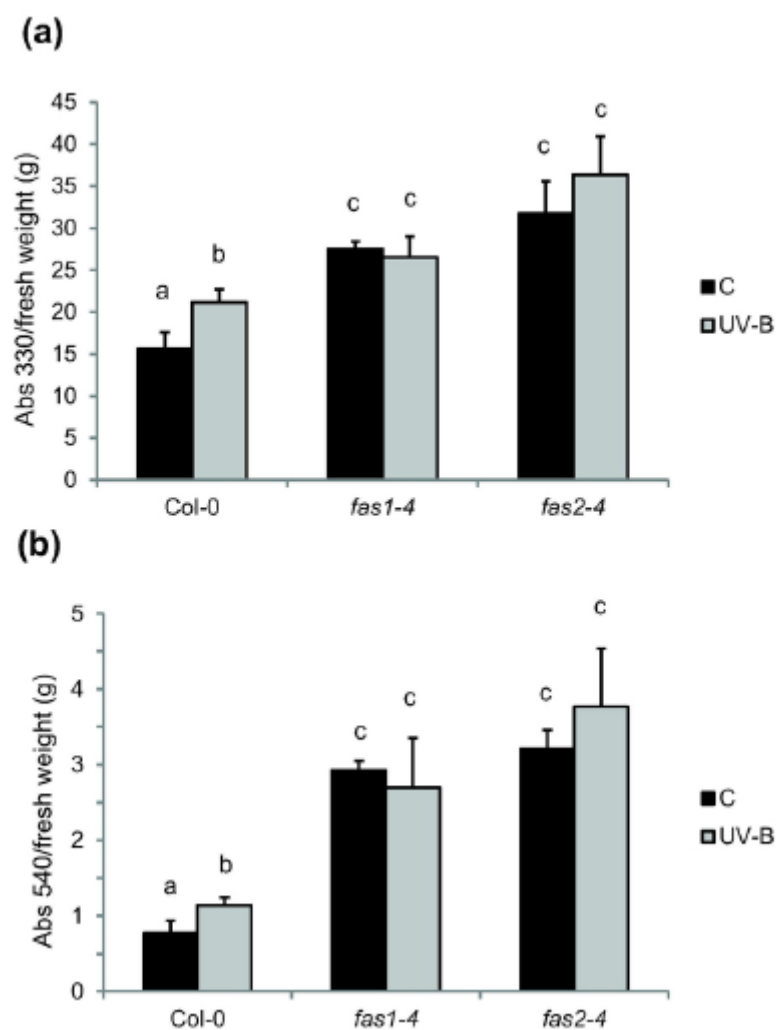 (a)
Abs 330/fresh weight (g)
45
40
35
30
25
20
15
10
5
0
a
b
c
c
c
c
C
UV-B
Col-0
fas1-4
fas2-4
(b)
Abs 540/fresh weight (g)
5
4
3
2
1
0
a
b
c
c
c
c
C
UV-B
Col-0
fas1-4
fas2-4